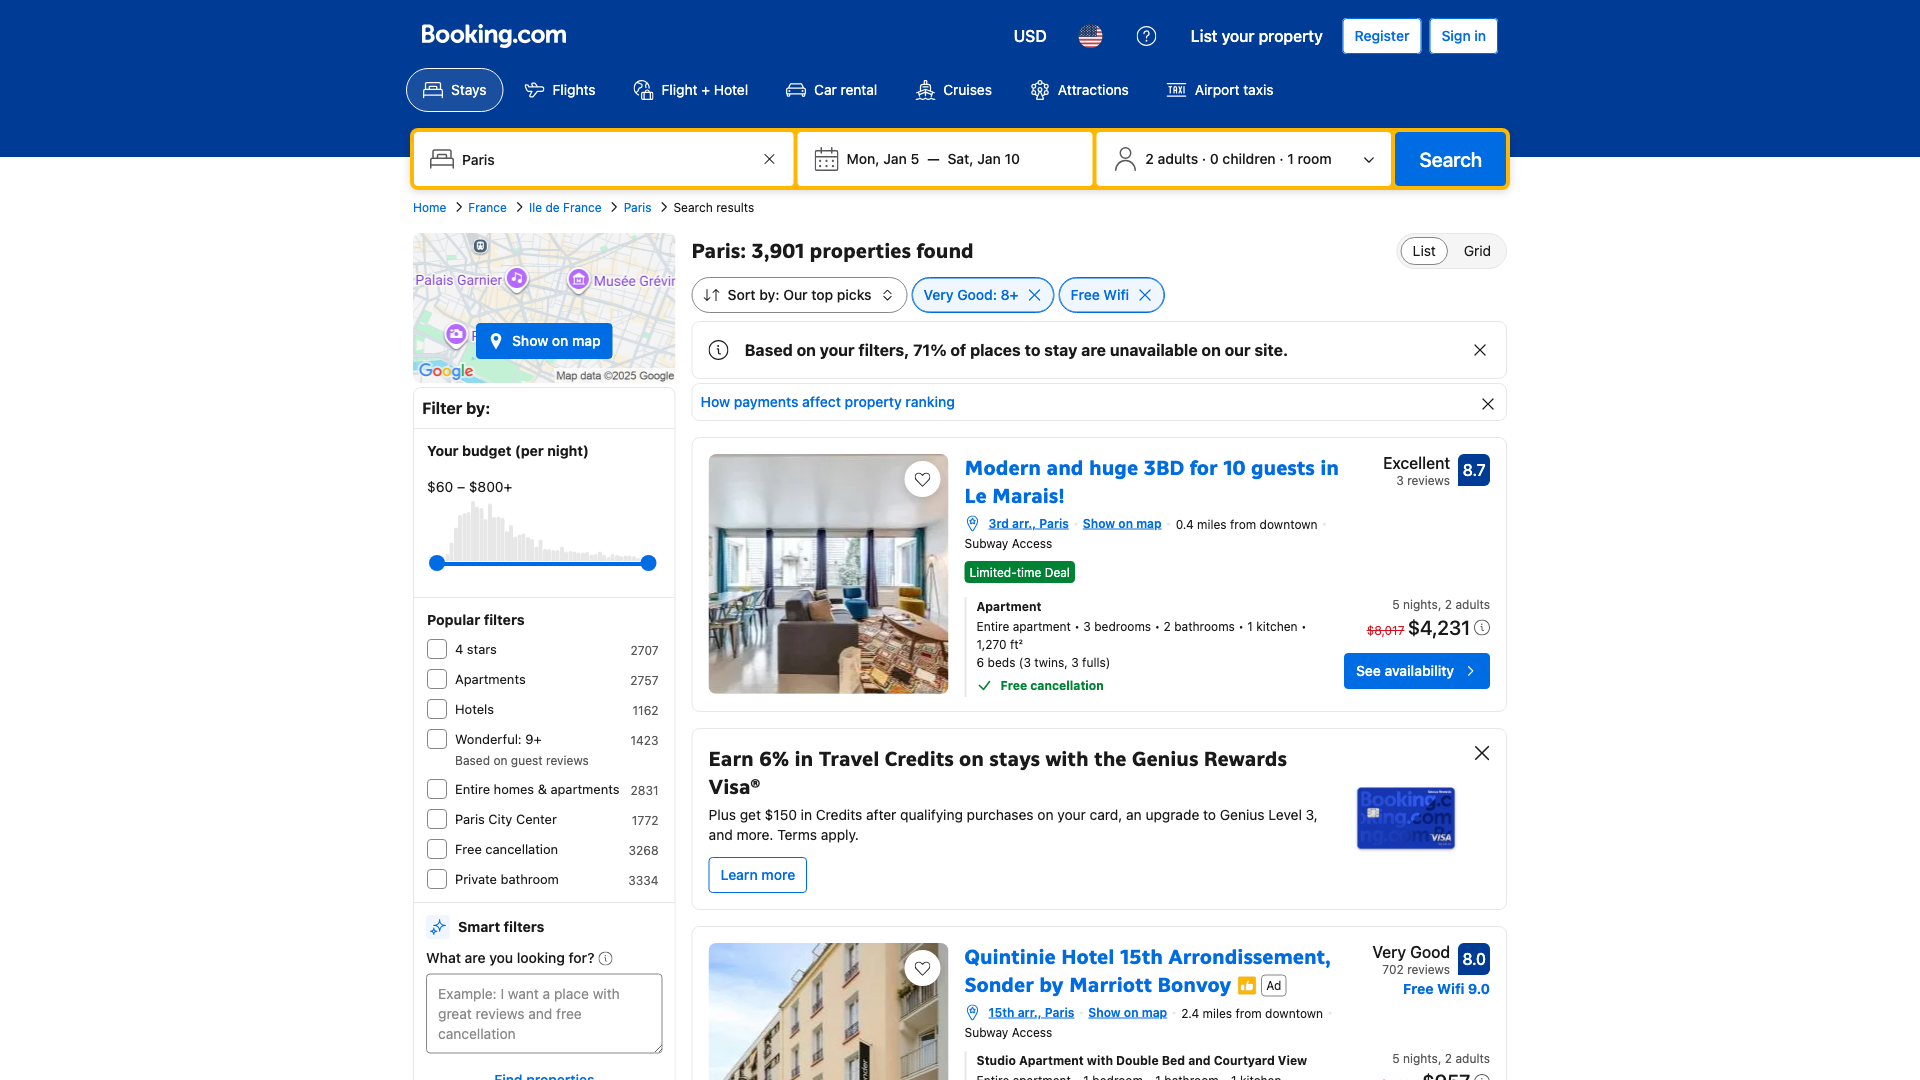 Booking.com
USD
List your property
Register
Sign in
Stays
Flights
Flight + Hotel
Car rental
Cruises
Attractions
TAXI
Airport taxis
Paris
Mon, Jan 5 — Sat, Jan 10
2 adults · 0 children · 1 room
Search
Home > France > Ile de France > Paris > Search results
Palais Garnier
Musée Grévin
Show on map
Google
Map data ©2025 Google
Filter by:
Your budget (per night)
$60 – $800+
Popular filters
4 stars 2707
Apartments 2757
Hotels 1162
Wonderful: 9+ 1423
Based on guest reviews
Entire homes & apartments 2831
Paris City Center 1772
Free cancellation 3268
Private bathroom 3334
Smart filters
What are you looking for?
Example: I want a place with
great reviews and free
cancellation
Find properties
Paris: 3,901 properties found
List
Grid
Sort by: Our top picks
Very Good: 8+
Free Wifi
Based on your filters, 71% of places to stay are unavailable on our site.
How payments affect property ranking
Modern and huge 3BD for 10 guests in
Le Marais!
Excellent
3 reviews
8.7
3rd arr., Paris · Show on map · 0.4 miles from downtown ·
Subway Access
Limited-time Deal
Apartment
Entire apartment • 3 bedrooms • 2 bathrooms • 1 kitchen •
1,270 ft²
6 beds (3 twins, 3 fulls)
Free cancellation
5 nights, 2 adults
$8,017 $4,231
See availability
Earn 6% in Travel Credits on stays with the Genius Rewards
Visa®
Plus get $150 in Credits after qualifying purchases on your card, an upgrade to Genius Level 3,
and more. Terms apply.
Learn more
VISA
Quintinie Hotel 15th Arrondissement,
Sonder by Marriott Bonvoy
Ad
Very Good
702 reviews
8.0
Free Wifi 9.0
15th arr., Paris · Show on map · 2.4 miles from downtown ·
Subway Access
Studio Apartment with Double Bed and Courtyard View
Entire apartment • 1 bedroom • 1 bathroom • 1 kitchen
5 nights, 2 adults
$957